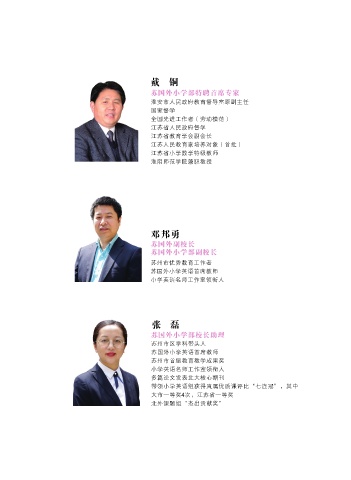 戴 铜
苏国外小学部特聘首席专家
淮安市人民政府教育督导室原副主任
国家督学
全国先进工作者（劳动模范）
江苏省人民政府督学
江苏省教育学会副会长
江苏人民教育家培养对象（首批）
江苏省小学数学特级教师
淮阴师范学院兼职教授
邓邦勇
苏国外副校长
苏国外小学部副校长
苏州市优秀教育工作者
苏国外小学英语首席教师
小学英语名师工作室领衔人
张 磊
苏国外小学部校长助理
苏州市区学科带头人
苏国外小学英语首席教师
苏州市首届教育教学成果奖
小学英语名师工作室领衔人
多篇论文发表北大核心期刊
带领小学英语组获得直属优质课评比“七连冠”，其中
大市一等奖4次，江苏省一等奖
北外集团“杰出贡献奖”